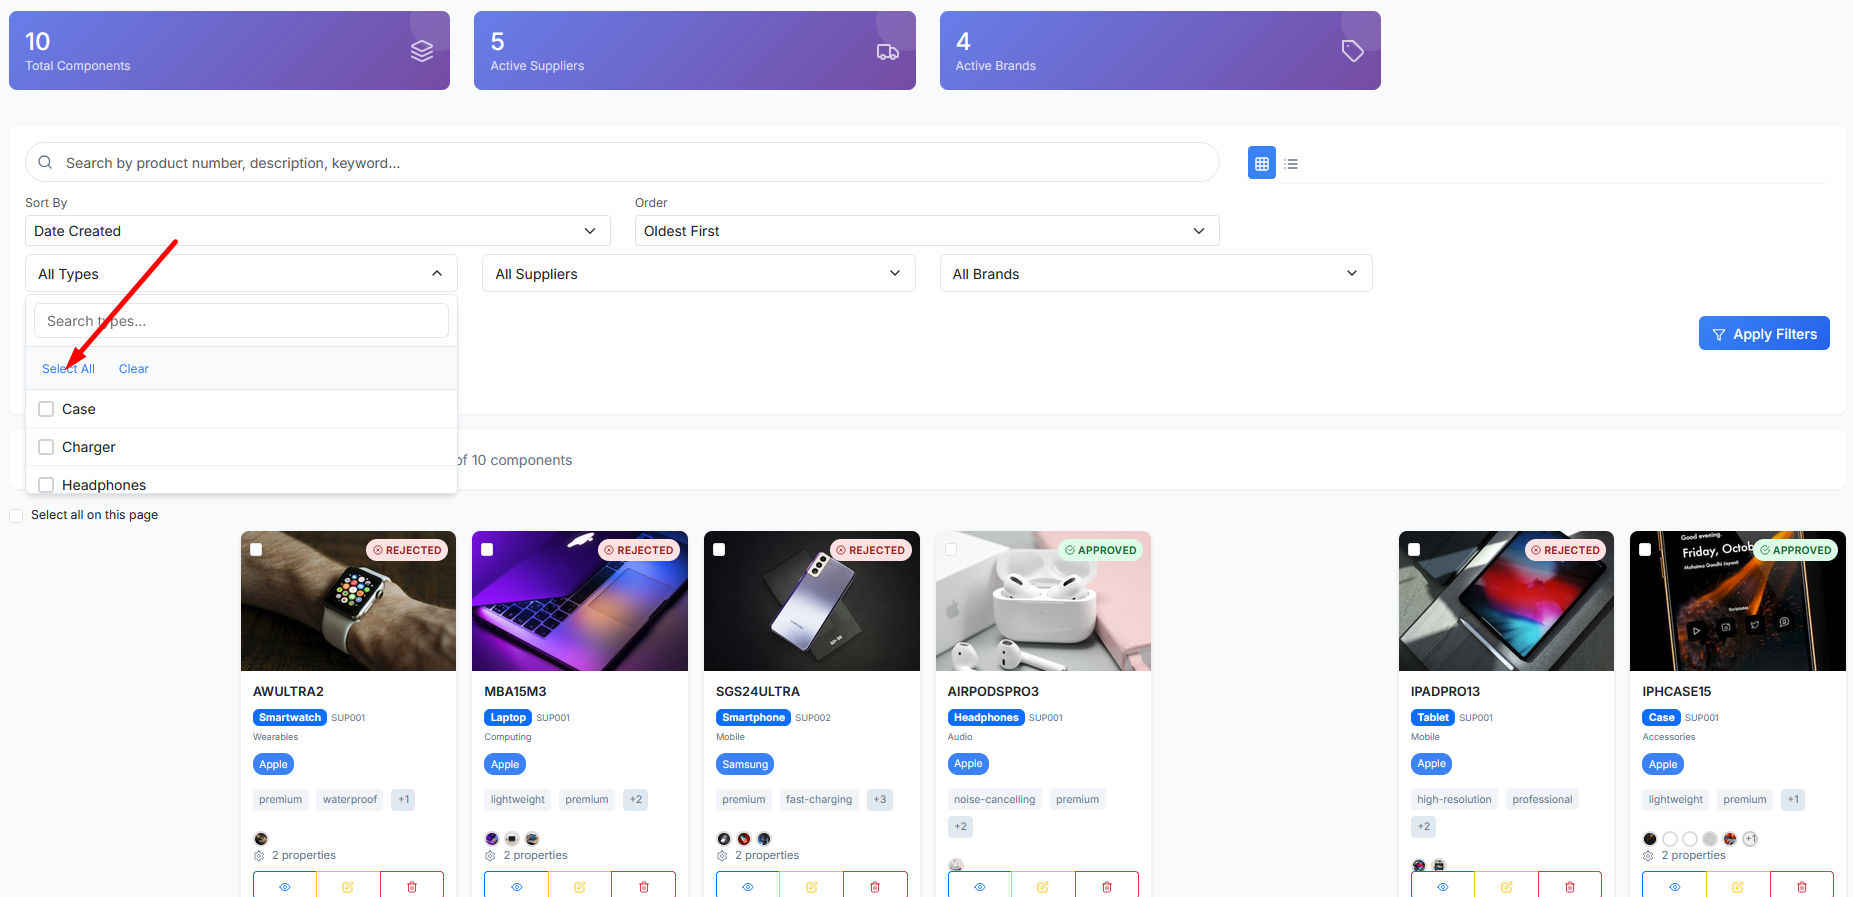 10
Total Components
5
Active Suppliers
4
Active Brands
Search by product number, description, keyword...
Sort By
Order
Date Created
Oldest First
All Types
All Suppliers
All Brands
Search types...
Apply Filters
Select All Clear
Case
Charger
of 10 components
Headphones
Select all on this page
REJECTED
REJECTED
REJECTED
APPROVED
REJECTED
APPROVED
Good evening.
Friday, Octob
Mahatma Gandhi Jayanti
Scriptable
SAMSUNG
AWULTRA2
Smartwatch SUP001
Wearables
Apple
premium waterproof +1
2 properties
MBA15M3
Laptop SUP001
Computing
Apple
lightweight premium +2
2 properties
SGS24ULTRA
Smartphone SUP002
Mobile
Samsung
premium fast-charging +3
2 properties
AIRPODSPRO3
Headphones SUP001
Audio
Apple
noise-cancelling premium
+2
IPADPRO13
Tablet SUP001
Mobile
Apple
high-resolution professional
+2
IPHCASE15
Case SUP001
Accessories
Apple
lightweight premium +1
+1
2 properties